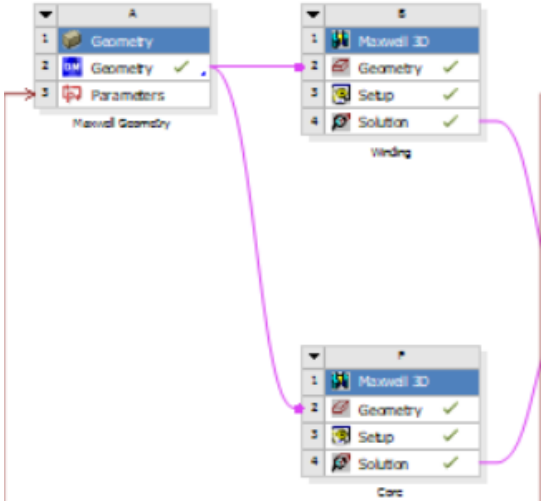 A
1 Geometry
2 DM Geometry
3 Parameters
Maxwell Geometry
B
1 Maxwell 3D
2 Geometry
3 Setup
4 Solution
Winding
F
1 Maxwell 3D
2 Geometry
3 Setup
4 Solution
Core